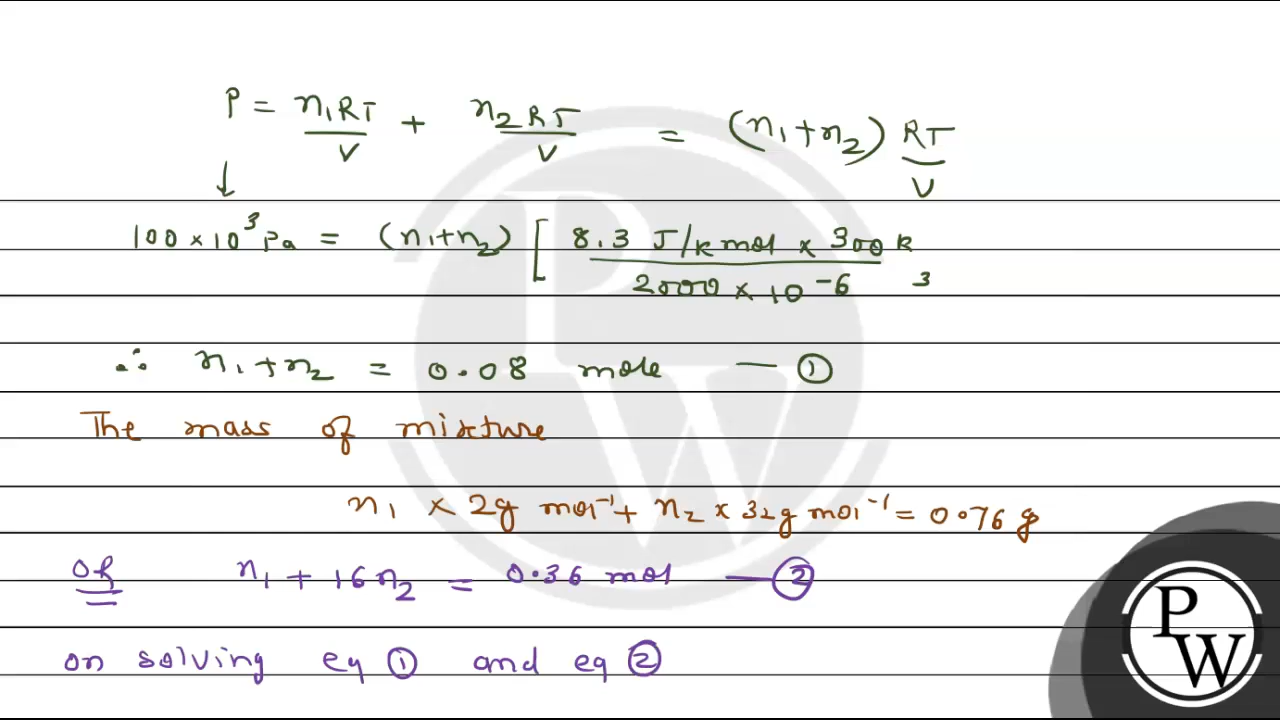 P = n₁RT/V + n₂RT/V = (n₁+n₂) RT/V
↓
100 × 10³ Pa = (n₁+n₂) [ 8.3 J/k mol × 300 k / 2000 × 10⁻⁶ 3
∴ n₁ + n₂ = 0.08 mole — ①
The mass of mixture
n₁ × 2g mol⁻¹ + n₂ × 32g mol⁻¹ = 0.76 g
OR n₁ + 16n₂ = 0.36 mol — ②
on solving eq ① and eq ②
PW
PW